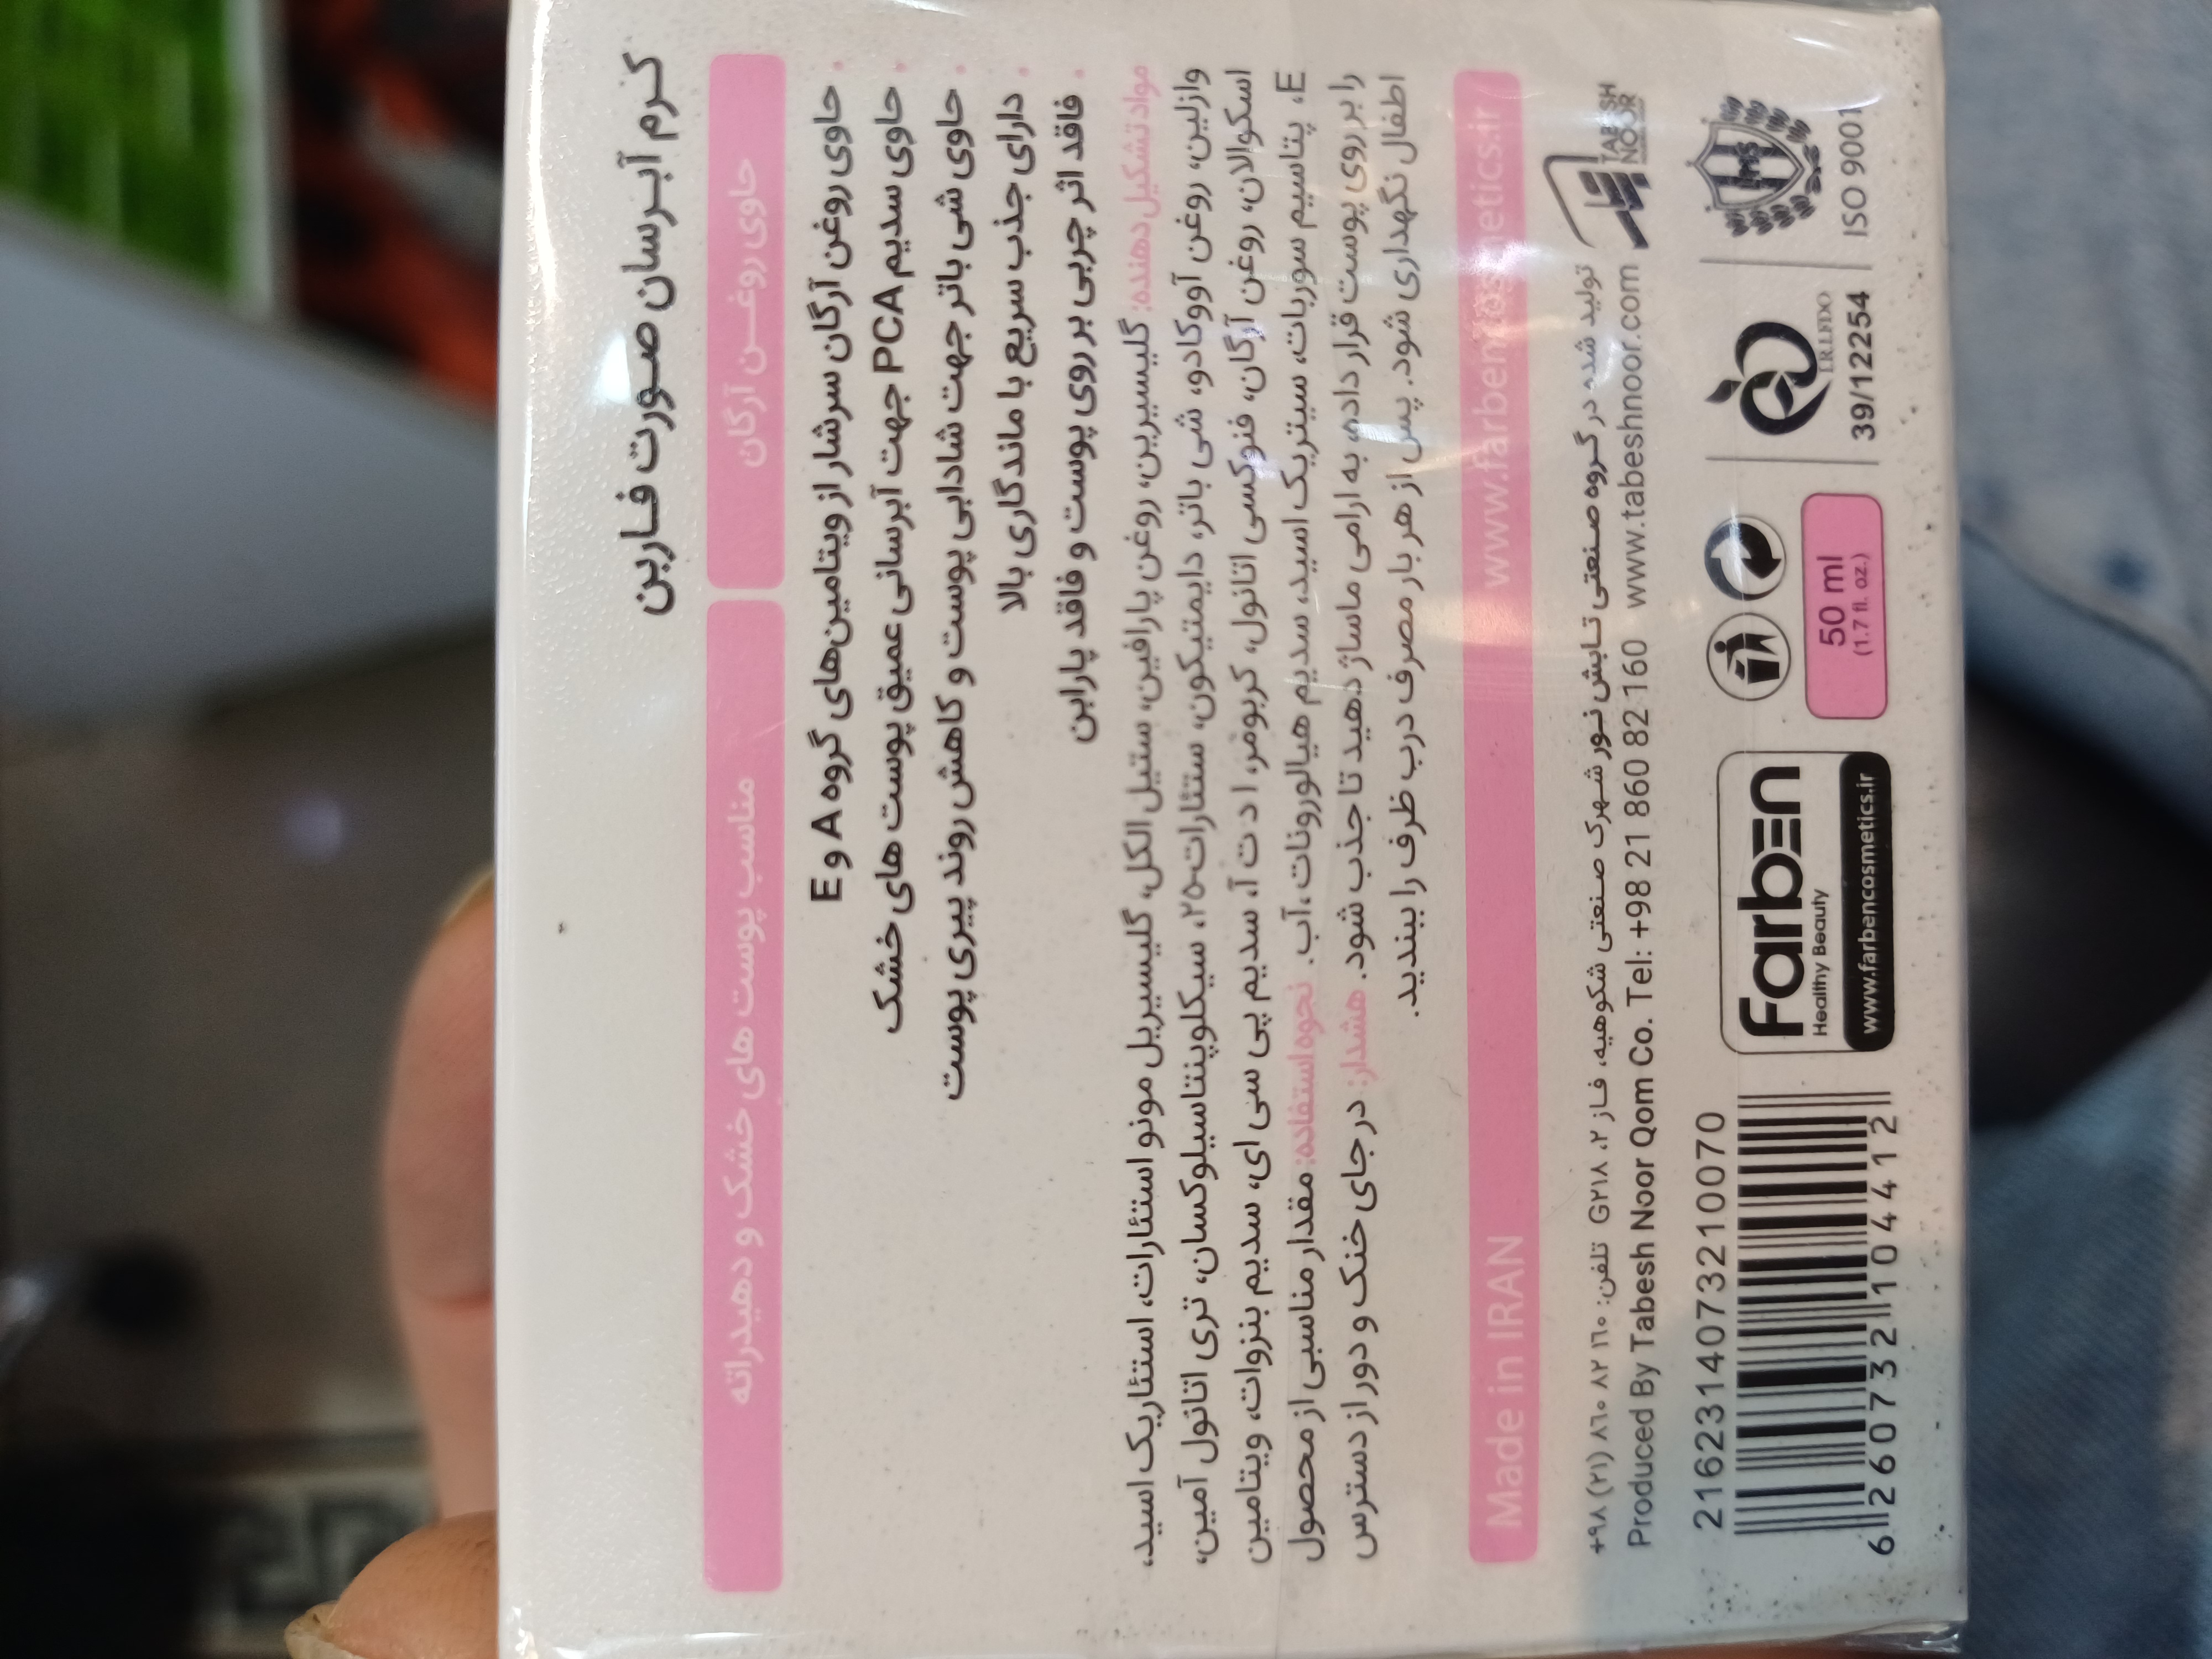 کرم آبرسان صورت فاربن
حاوی روغن آرگان
مناسب پوست های خشک و دهیدراته
• حاوی روغن آرگان سرشار از ویتامین‌های گروه A و E
• حاوی سدیم PCA جهت آبرسانی عمیق پوست های خشک
• حاوی شی باتر جهت شادابی پوست و کاهش روند پیری پوست
• دارای جذب سریع با ماندگاری بالا
• فاقد اثر چربی بر روی پوست و فاقد پارابن
مواد تشکیل دهنده: گلیسیرین، روغن پارافین، ستیل الکل، گلیسیریل مونو استئارات، استئاریک اسید،
وازلین، روغن آووکادو، شی باتر، دایمتیکون، ستئارات-۲۵، سیکلوپنتاسیلوکسان، تری اتانول آمین،
اسکوالان، روغن آرگان، فنوکسی اتانول، کربومر، ا د ت آ، سدیم پی سی ای، سدیم بنزوات، ویتامین
E، پتاسیم سوربات، سیتریک اسید، سدیم هیالورونات، آب. نحوه استفاده: مقدار مناسبی از محصول
را بر روی پوست قرار داده، به ارامی ماساژ دهید تا جذب شود. هشدار: در جای خنک و دور از دسترس
اطفال نگهداری شود. پس از هر بار مصرف درب ظرف را ببندید.
Made in IRAN www.farbencosmetics.ir
تولید شده در گروه صنعتی تابش نور شهرک صنعتی شکوهیه، فاز ۲، G۲۱۸ تلفن: ۱۶۰ ۸۲ ۸۶۰ (۲۱) ۹۸+
Produced By Tabesh Noor Qom Co. Tel: +98 21 860 82 160 www.tabeshnoor.com
TABESH
NOOR
2162314073210070
6 260732 104412
Farben
Healthy Beauty
www.farbencosmetics.ir
50 ml
(1.7 fl. oz.)
I.R.I.FDO
39/12254
IMS
ISO 9001